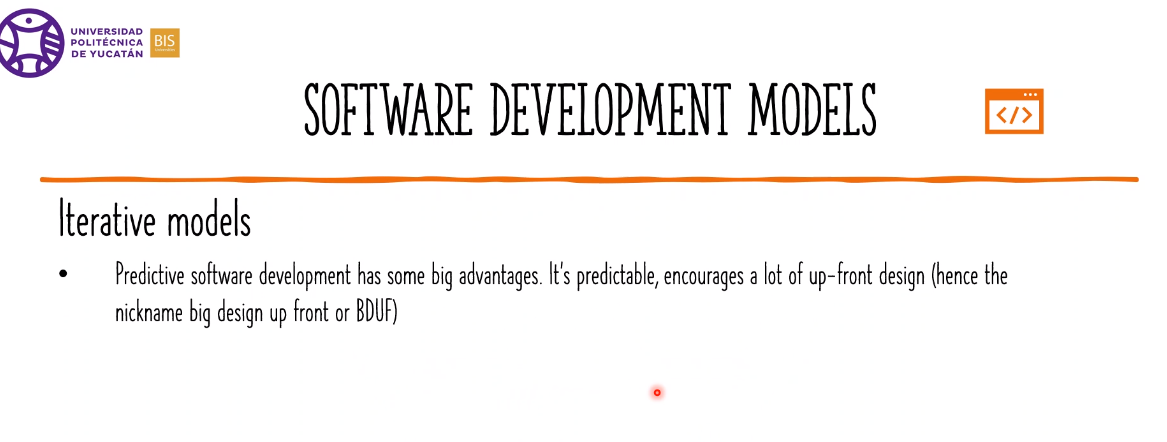 UNIVERSIDAD
POLITÉCNICA
DE YUCATÁN
BIS
SOFTWARE DEVELOPMENT MODELS
</>
Iterative models
• Predictive software development has some big advantages. It's predictable, encourages a lot of up-front design (hence the
nickname big design up front or BDUF)